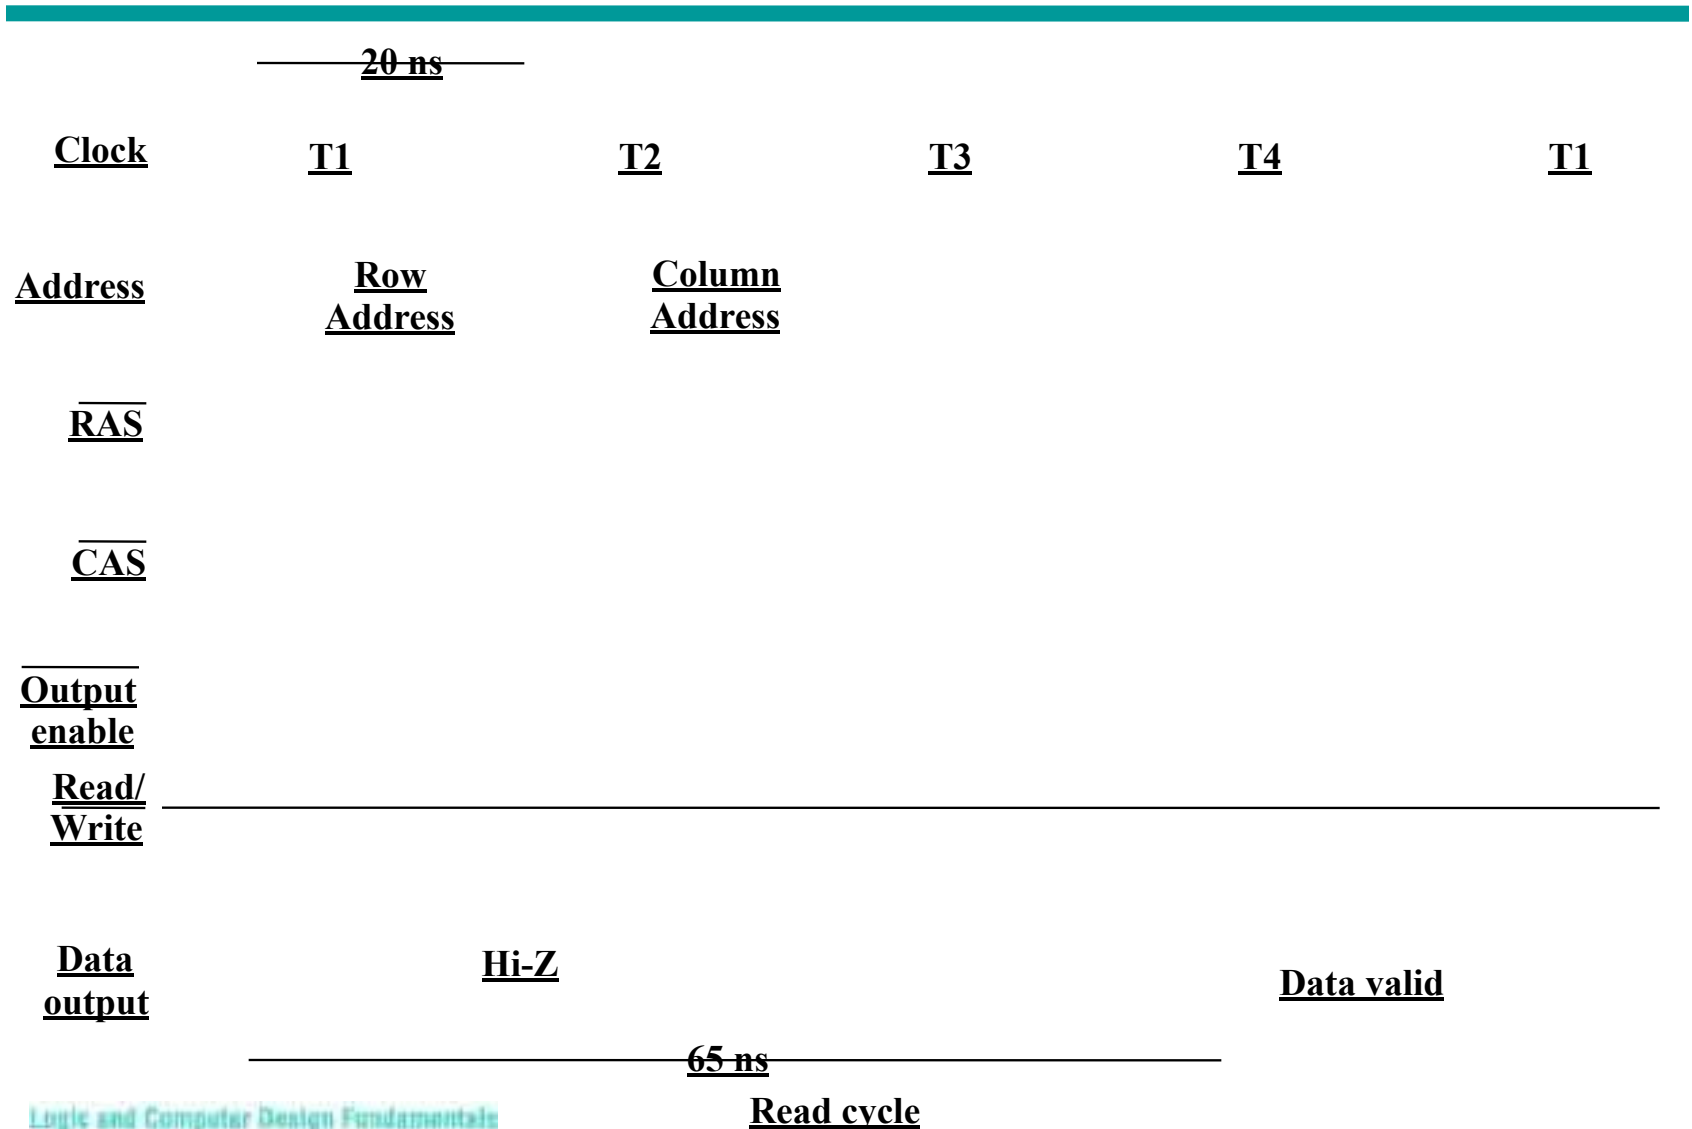 20 ns
Clock T1 T2 T3 T4 T1
Address
Row
Address
Column
Address
RAS
CAS
Output
enable
Read/
Write
Data
output
Hi-Z
Data valid
65 ns
Read cycle
Logic and Computer Design Fundamentals